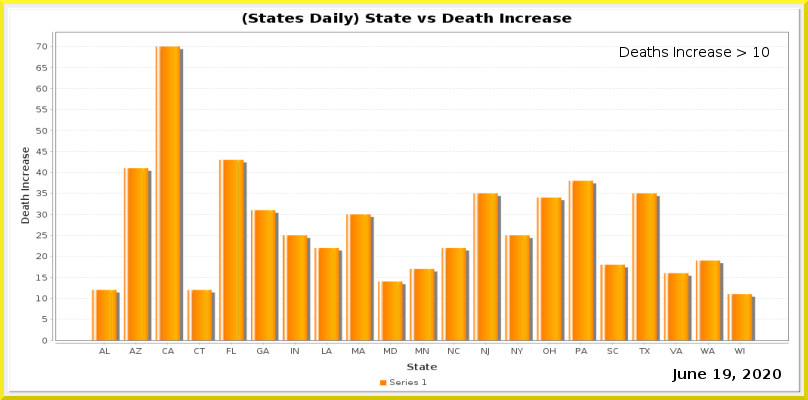 (States Daily) State vs Death Increase
Deaths Increase > 10
Death Increase
70
65
60
55
50
45
40
35
30
25
20
15
10
5
0
AL AZ CA CT FL GA IN LA MA MD MN NC NJ NY OH PA SC TX VA WA WI
State
Series 1
June 19, 2020